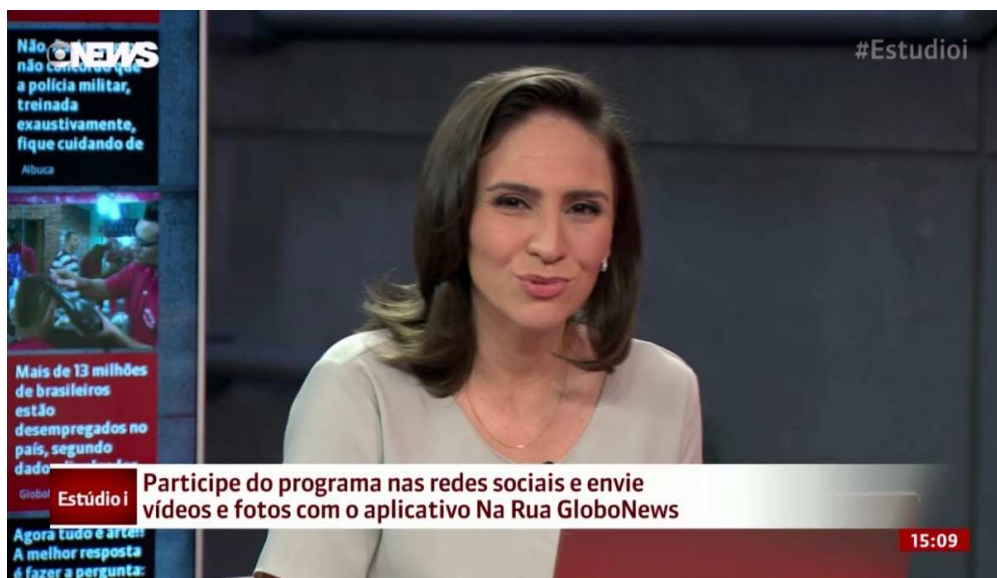 NEWS
#Estudioi
Não
não concordo que
a polícia militar,
treinada
exaustivamente,
fique cuidando de
Albuca
Mais de 13 milhões
de brasileiros
estão
desempregados no
país, segundo
Estúdio i
Participe do programa nas redes sociais e envie
vídeos e fotos com o aplicativo Na Rua GloboNews
15:09
Agora tudo é arte!!
A melhor resposta
é fazer a pergunta: